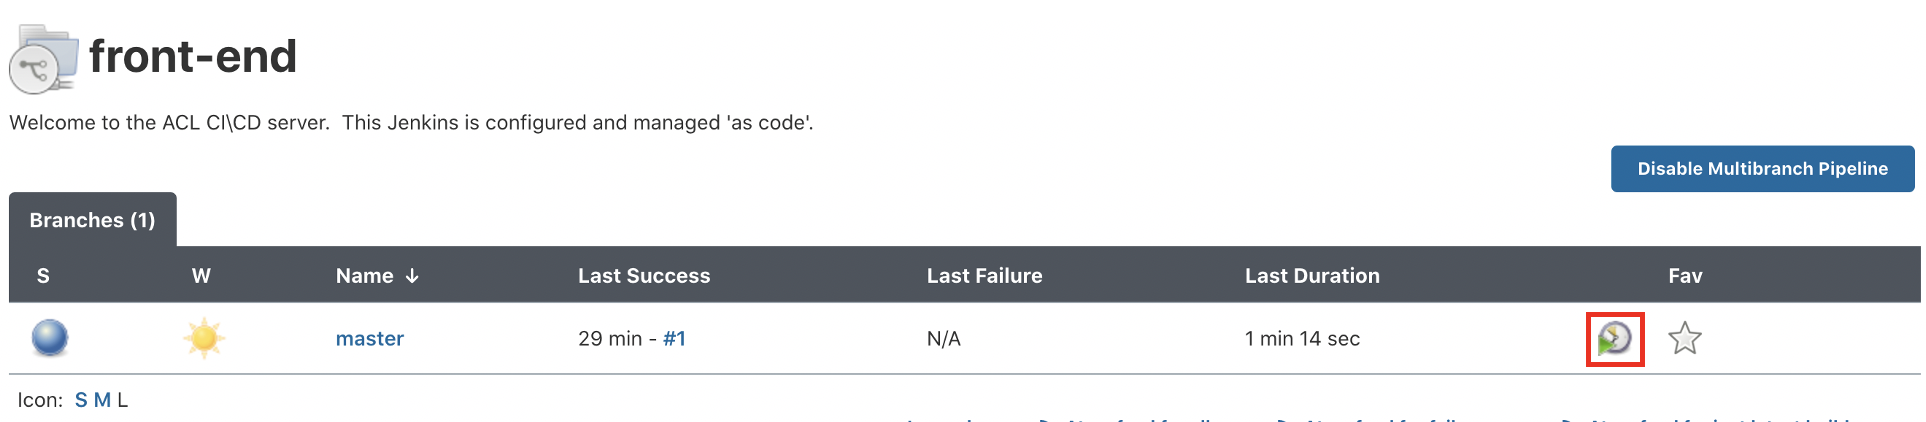 front-end
Welcome to the ACL CI\CD server.  This Jenkins is configured and managed 'as code'.
Disable Multibranch Pipeline
Branches (1)
S W Name ↓ Last Success Last Failure Last Duration Fav
master 29 min - #1 N/A 1 min 14 sec
Icon: S M L